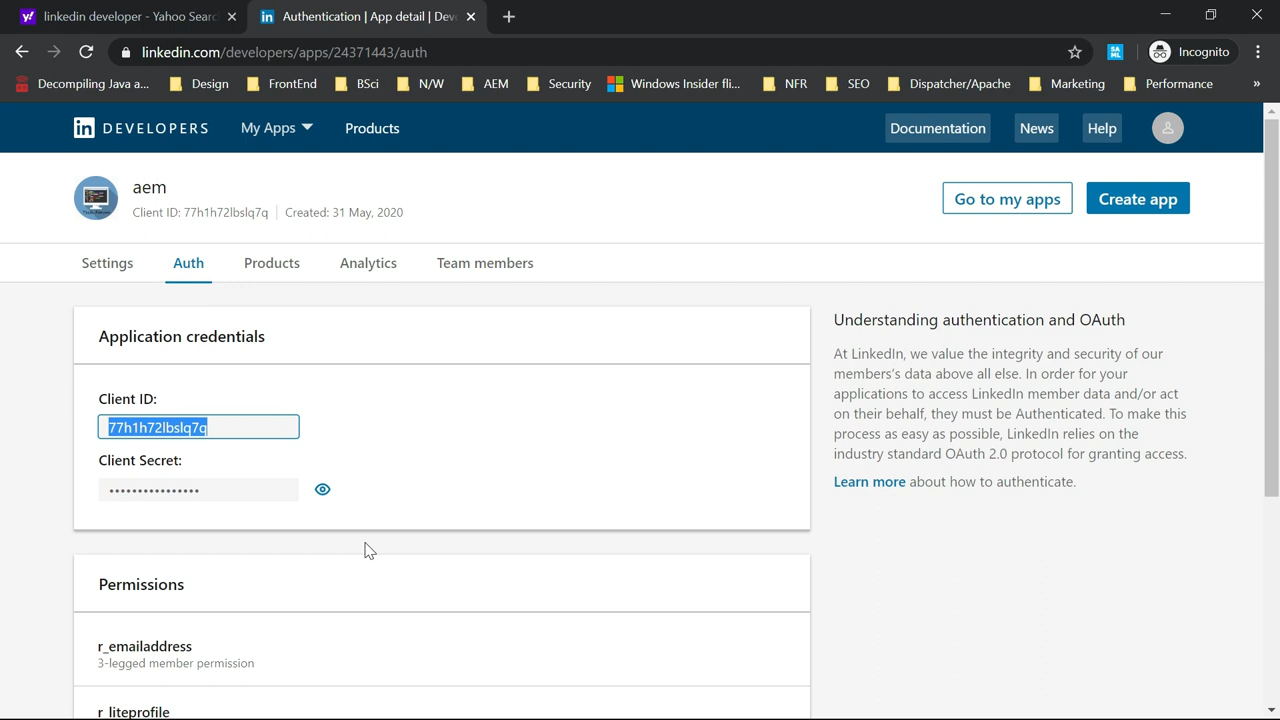 linkedin developer - Yahoo Searc
Authentication | App detail | Dev
linkedin.com/developers/apps/24371443/auth
SA
ML
Incognito
Decompiling Java a...
Design
FrontEnd
BSci
N/W
AEM
Security
Windows Insider Ili...
NFR
SEO
Dispatcher/Apache
Marketing
Performance
in DEVELOPERS
My Apps
Products
Documentation
News
Help
aem
Client ID: 77h1h72lbslq7q
Created: 31 May, 2020
Go to my apps
Create app
Settings
Auth
Products
Analytics
Team members
Application credentials
Client ID:
77h1h72lbslq7q
Client Secret:
••••••••••••••••
Permissions
r_emailaddress
3-legged member permission
r_liteprofile
Understanding authentication and OAuth
At LinkedIn, we value the integrity and security of our
members's data above all else. In order for your
applications to access LinkedIn member data and/or act
on their behalf, they must be Authenticated. To make this
process as easy as possible, LinkedIn relies on the
industry standard OAuth 2.0 protocol for granting access.
Learn more about how to authenticate.